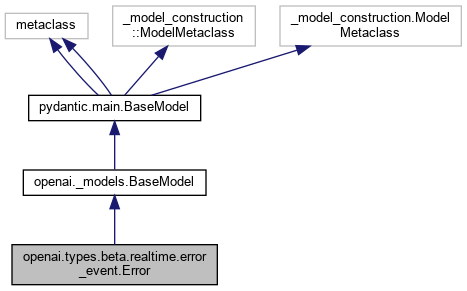 metaclass
_model_construction
::ModelMetaclass
_model_construction.Model
Metaclass
pydantic.main.BaseModel
openai._models.BaseModel
openai.types.beta.realtime.error
_event.Error